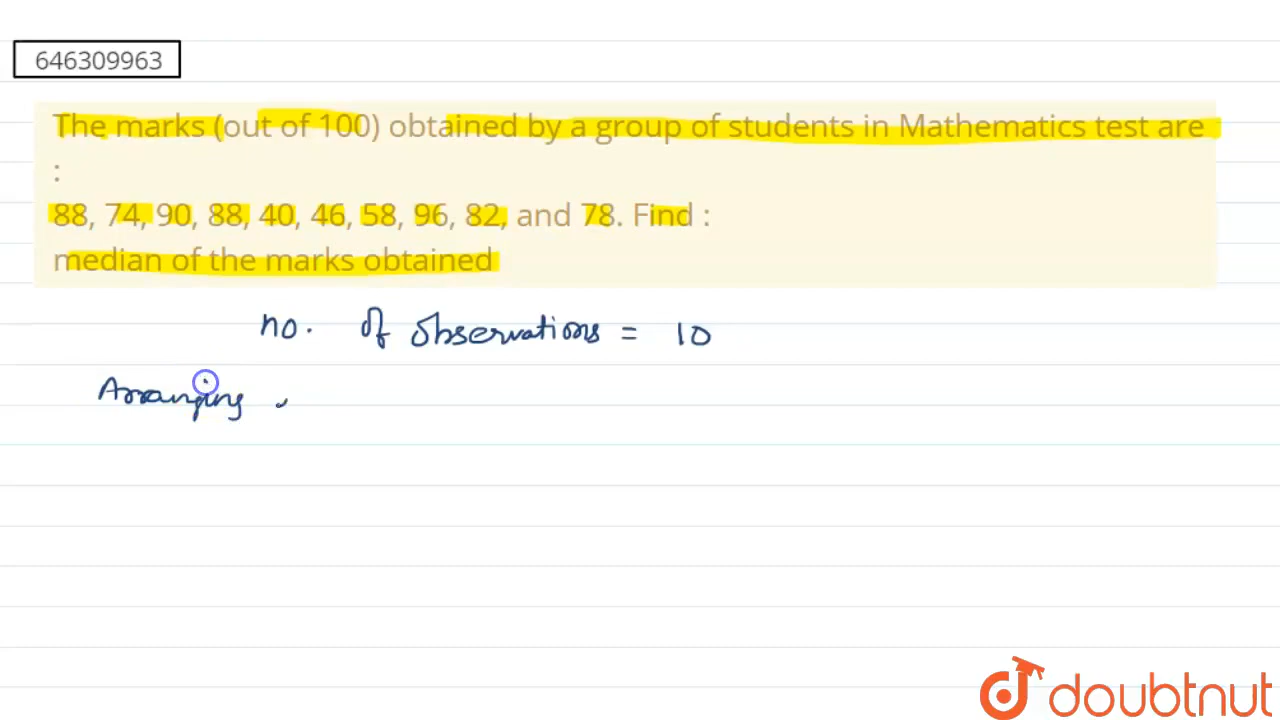 646309963
The marks (out of 100) obtained by a group of students in Mathematics test are
:
88, 74, 90, 88, 40, 46, 58, 96, 82, and 78. Find :
median of the marks obtained
no. of observations = 10
Arranging
doubtnut